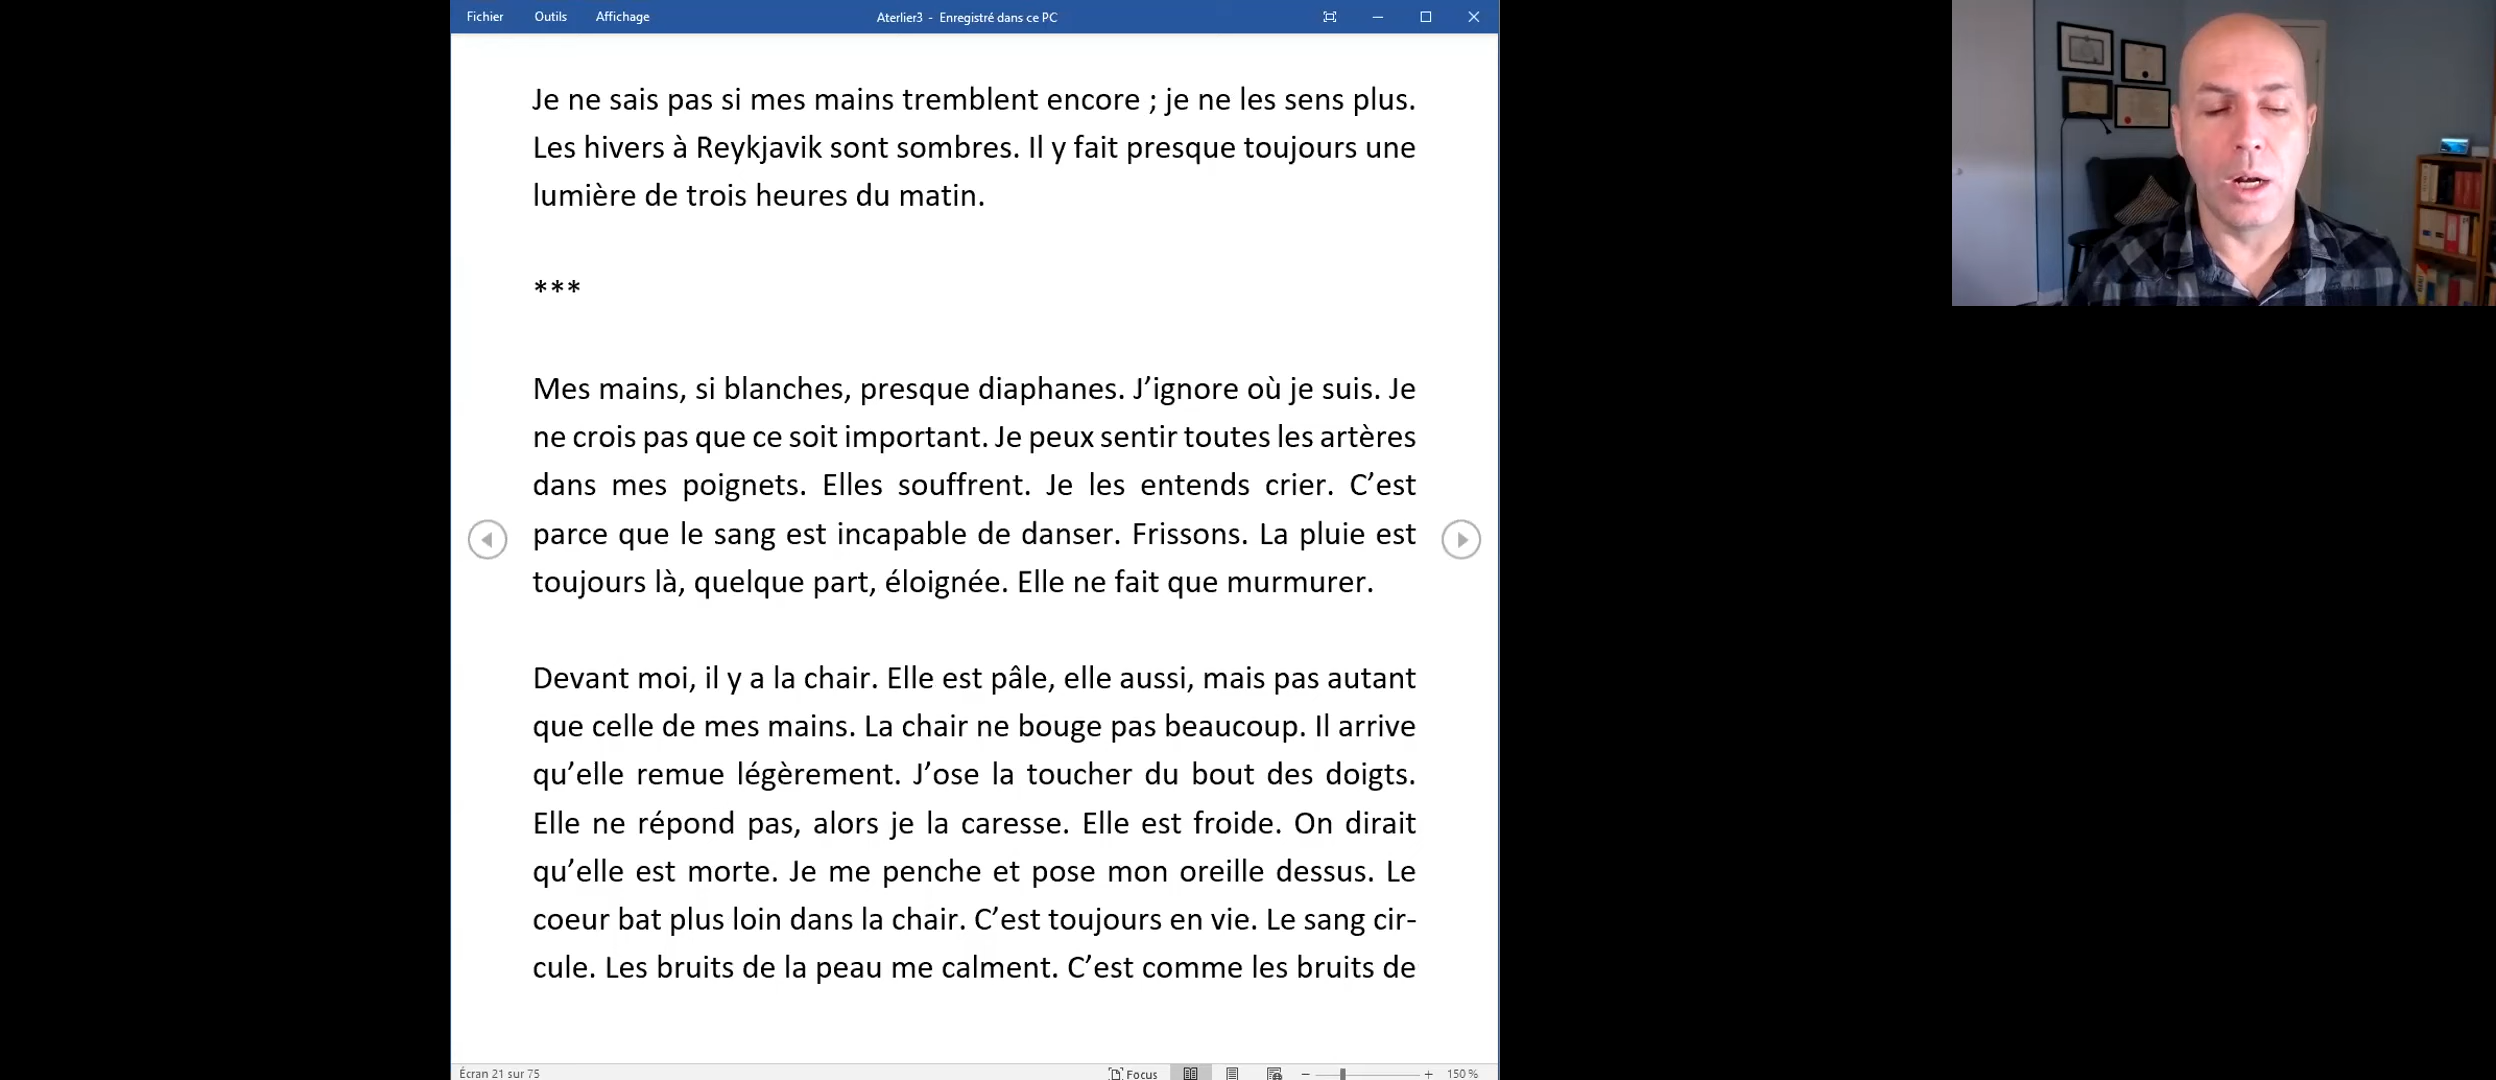 Fichier Outils Affichage Aterlier3 - Enregistré dans ce PC
Je ne sais pas si mes mains tremblent encore ; je ne les sens plus.
Les hivers à Reykjavik sont sombres. Il y fait presque toujours une
lumière de trois heures du matin.
***
Mes mains, si blanches, presque diaphanes. J’ignore où je suis. Je
ne crois pas que ce soit important. Je peux sentir toutes les artères
dans mes poignets. Elles souffrent. Je les entends crier. C’est
parce que le sang est incapable de danser. Frissons. La pluie est
toujours là, quelque part, éloignée. Elle ne fait que murmurer.
Devant moi, il y a la chair. Elle est pâle, elle aussi, mais pas autant
que celle de mes mains. La chair ne bouge pas beaucoup. Il arrive
qu’elle remue légèrement. J’ose la toucher du bout des doigts.
Elle ne répond pas, alors je la caresse. Elle est froide. On dirait
qu’elle est morte. Je me penche et pose mon oreille dessus. Le
coeur bat plus loin dans la chair. C’est toujours en vie. Le sang cir-
cule. Les bruits de la peau me calment. C’est comme les bruits de
Écran 21 sur 75 Focus 150 %